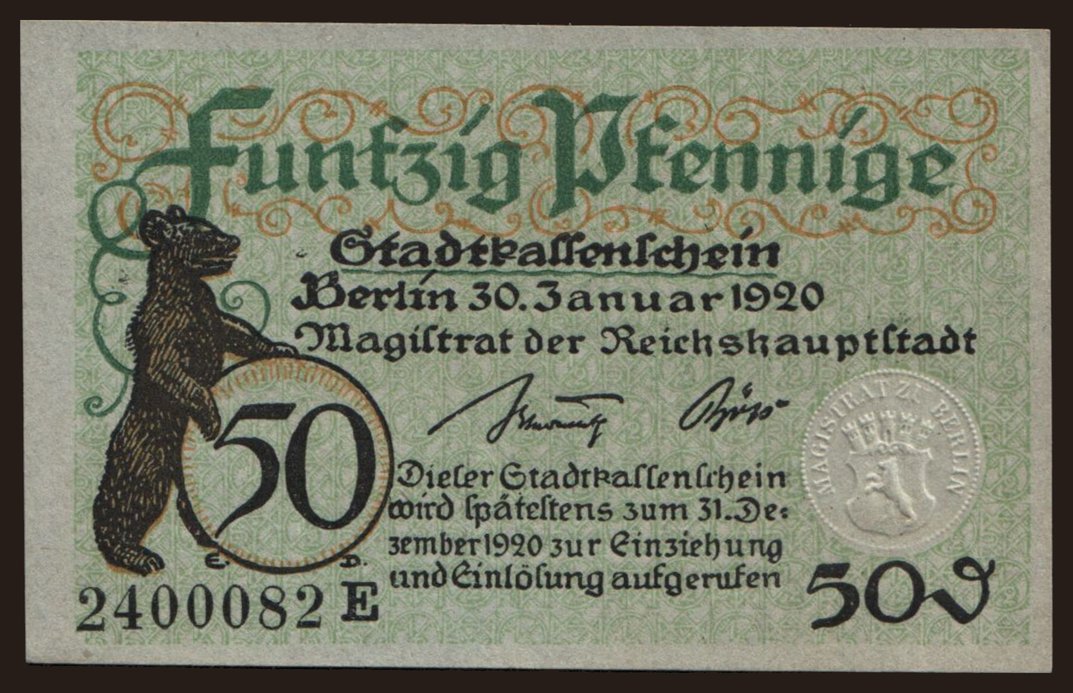 Funfzig Pfennige
Stadtkassenschein
Berlin 30. Januar 1920
Magistrat der Reichshauptstadt
MAGISTRAT ZU BERLIN
50
Dieser Stadtkassenschein
wird spätestens zum 31. De=
zember 1920 zur Einziehung
und Einlösung aufgerufen
E. D.
2400082 E
50 ₰